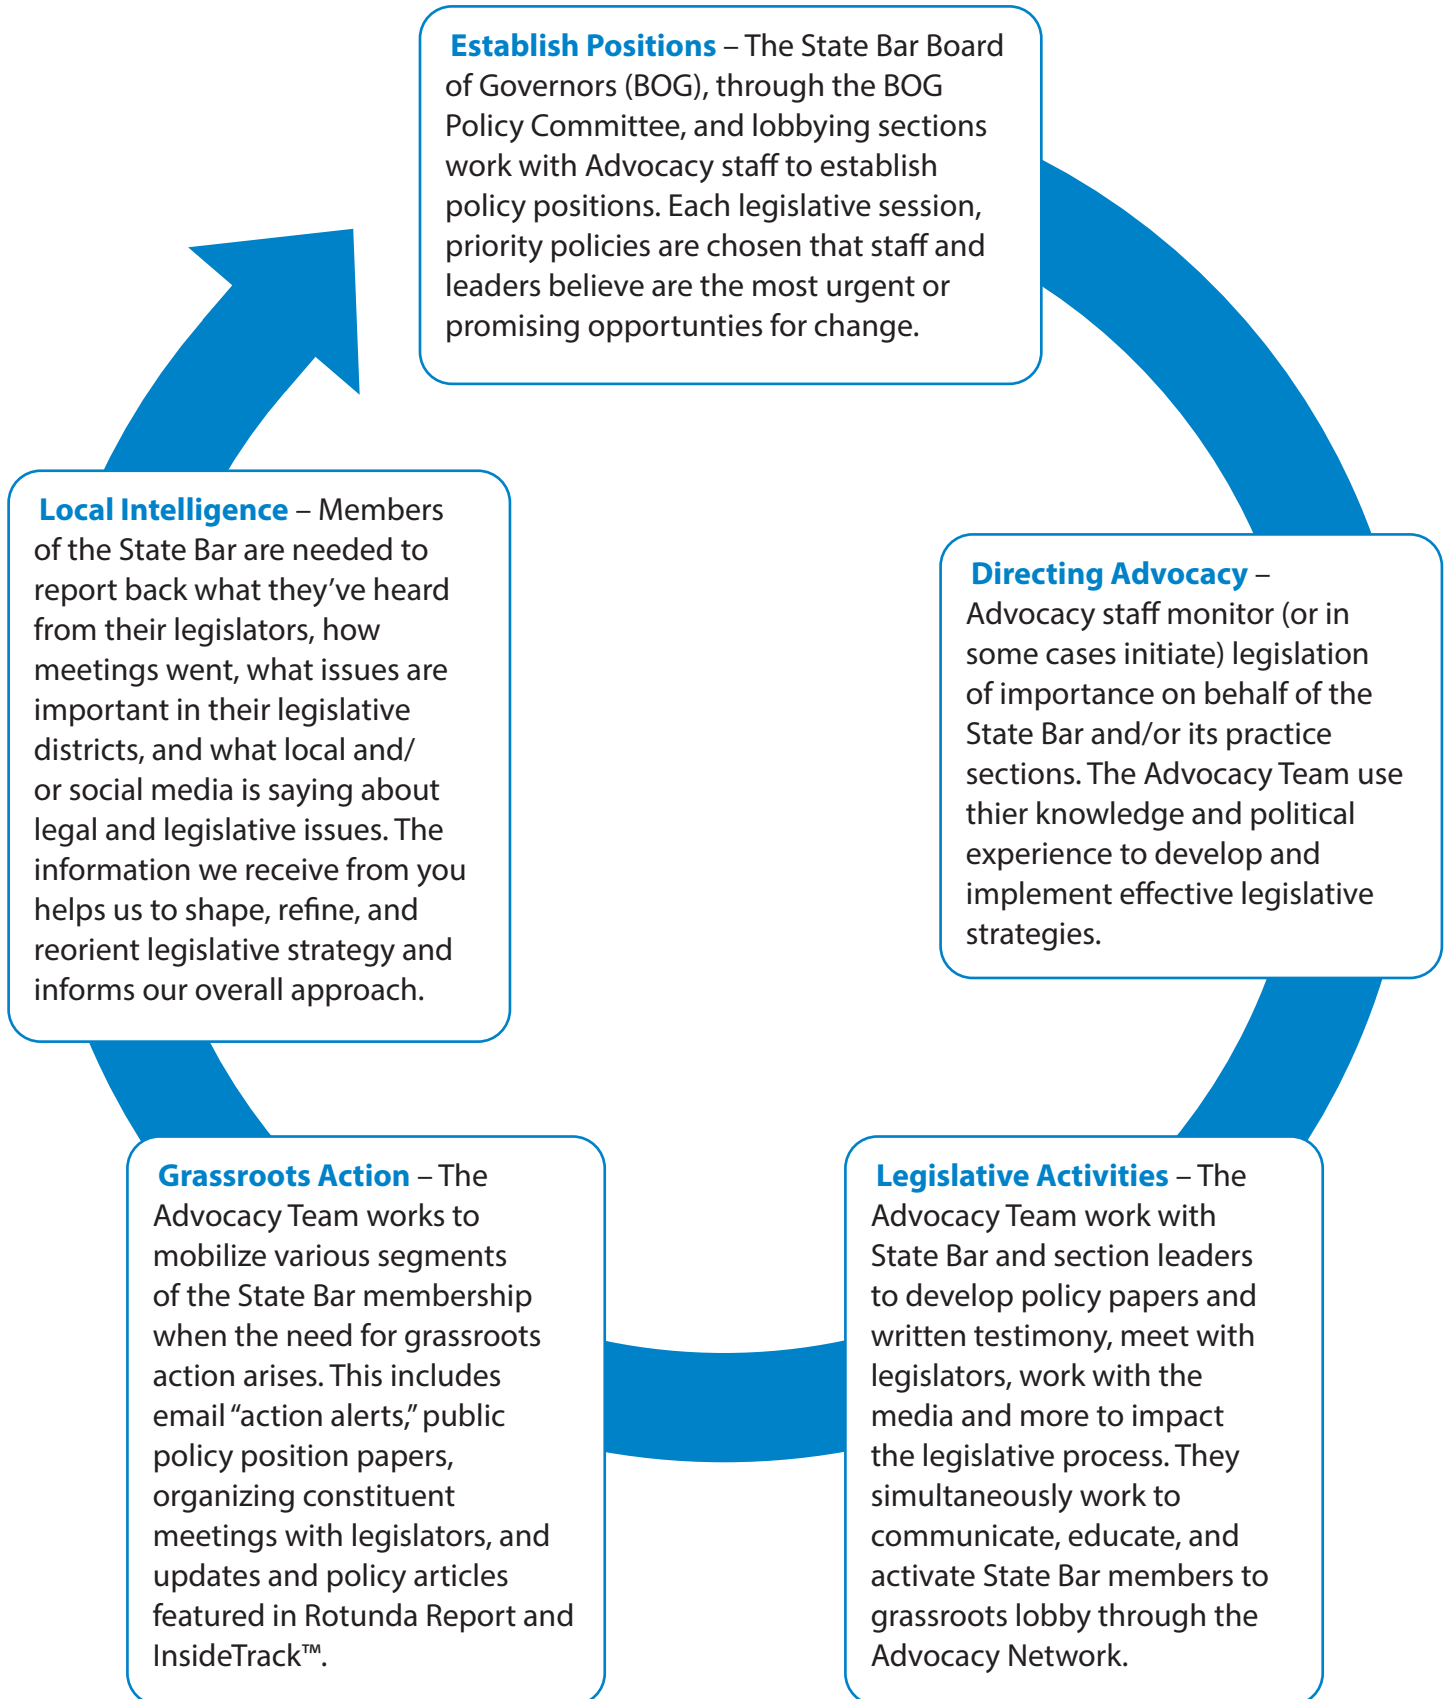 Establish Positions – The State Bar Board
of Governors (BOG), through the BOG
Policy Committee, and lobbying sections
work with Advocacy staff to establish
policy positions. Each legislative session,
priority policies are chosen that staff and
leaders believe are the most urgent or
promising opportunties for change.
Directing Advocacy –
Advocacy staff monitor (or in
some cases initiate) legislation
of importance on behalf of the
State Bar and/or its practice
sections. The Advocacy Team use
thier knowledge and political
experience to develop and
implement effective legislative
strategies.
Legislative Activities – The
Advocacy Team work with
State Bar and section leaders
to develop policy papers and
written testimony, meet with
legislators, work with the
media and more to impact
the legislative process. They
simultaneously work to
communicate, educate, and
activate State Bar members to
grassroots lobby through the
Advocacy Network.
Grassroots Action – The
Advocacy Team works to
mobilize various segments
of the State Bar membership
when the need for grassroots
action arises. This includes
email “action alerts,” public
policy position papers,
organizing constituent
meetings with legislators, and
updates and policy articles
featured in Rotunda Report and
InsideTrack™.
Local Intelligence – Members
of the State Bar are needed to
report back what they’ve heard
from their legislators, how
meetings went, what issues are
important in their legislative
districts, and what local and/
or social media is saying about
legal and legislative issues. The
information we receive from you
helps us to shape, refine, and
reorient legislative strategy and
informs our overall approach.